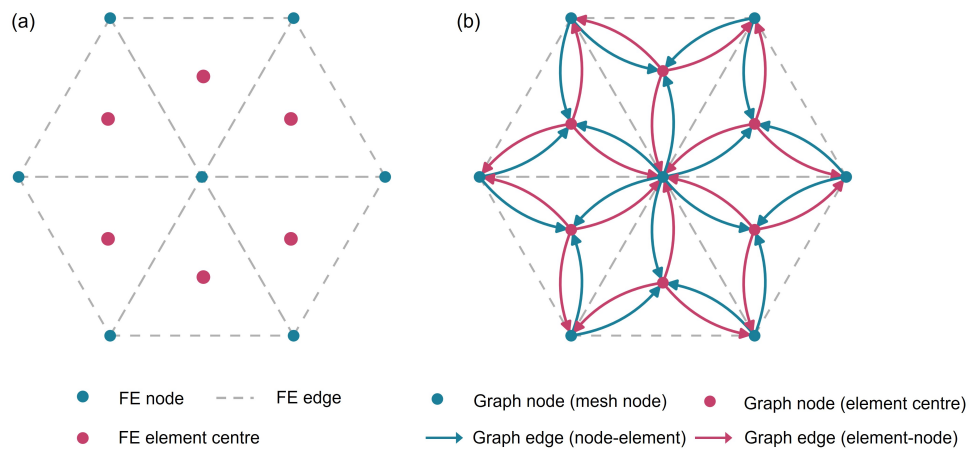 (a)
(b)
FE node
FE edge
FE element centre
Graph node (mesh node)
Graph node (element centre)
Graph edge (node-element)
Graph edge (element-node)